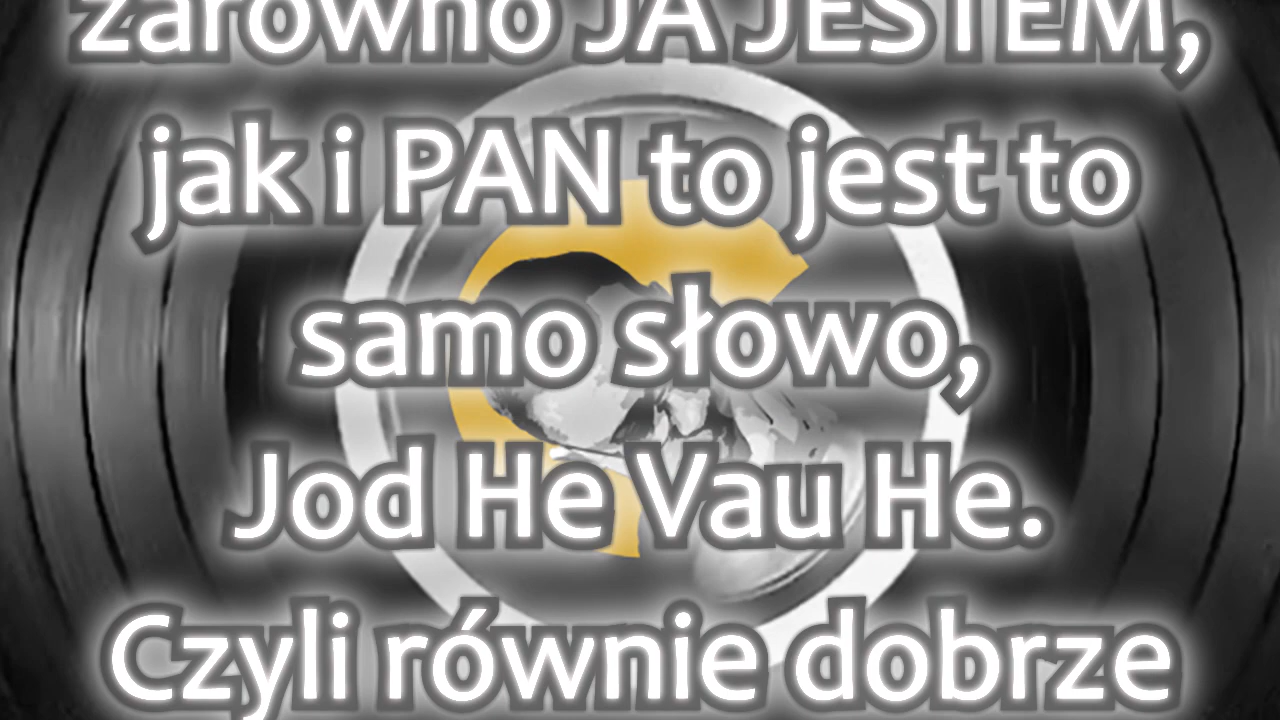 zarówno JA JESTEM,
jak i PAN to jest to
samo słowo,
Jod He Vau He.
Czyli równie dobrze